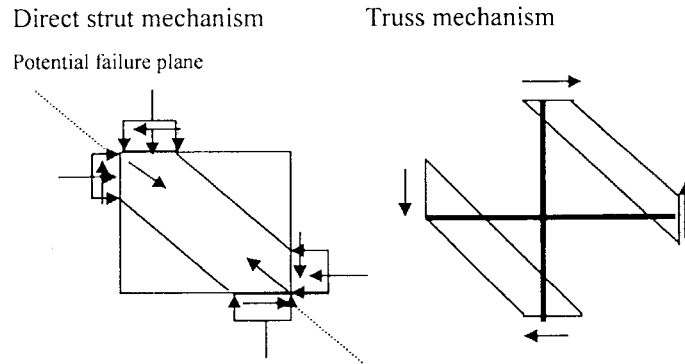 Direct strut mechanism
Truss mechanism
Potential failure plane